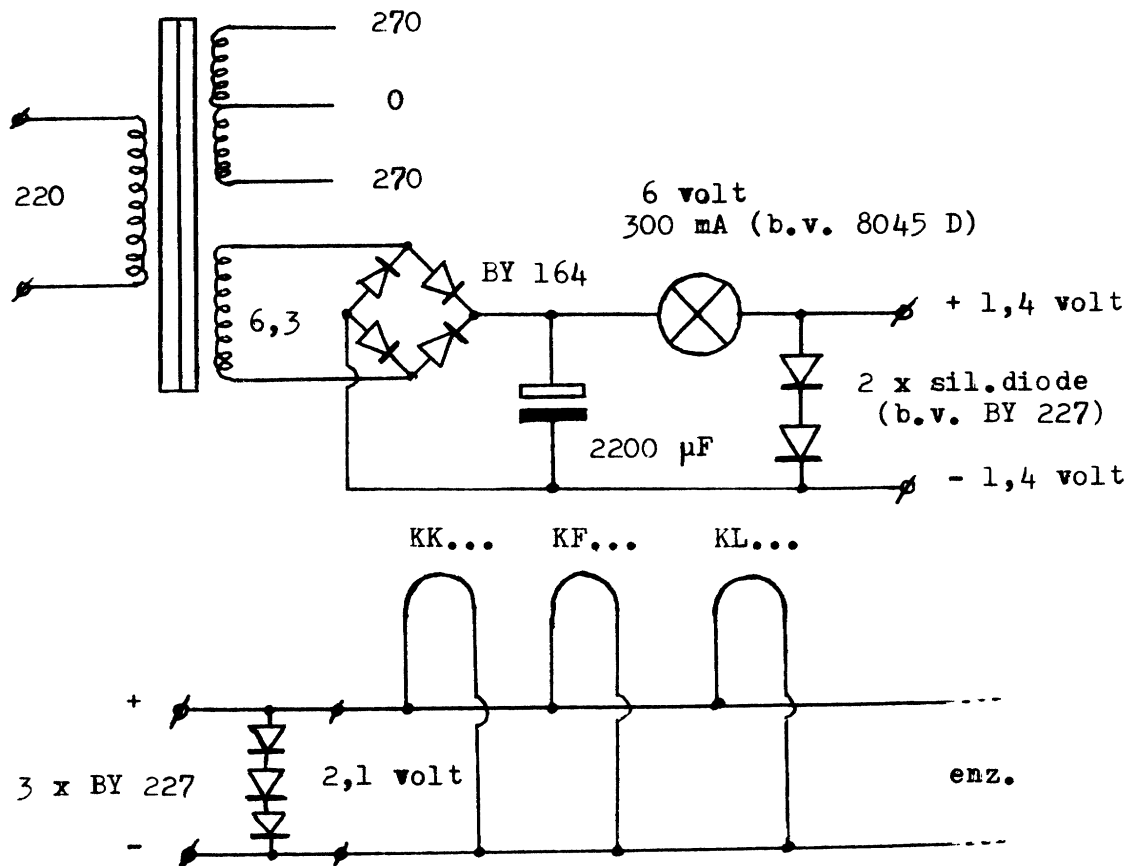 270
0
270
220
6 volt
300 mA (b.v. 8045 D)
BY 164
6,3
+ 1,4 volt
2 x sil.diode
(b.v. BY 227)
2200 µF
- 1,4 volt
KK... KF... KL...
+
3 x BY 227
2,1 volt
enz.
-